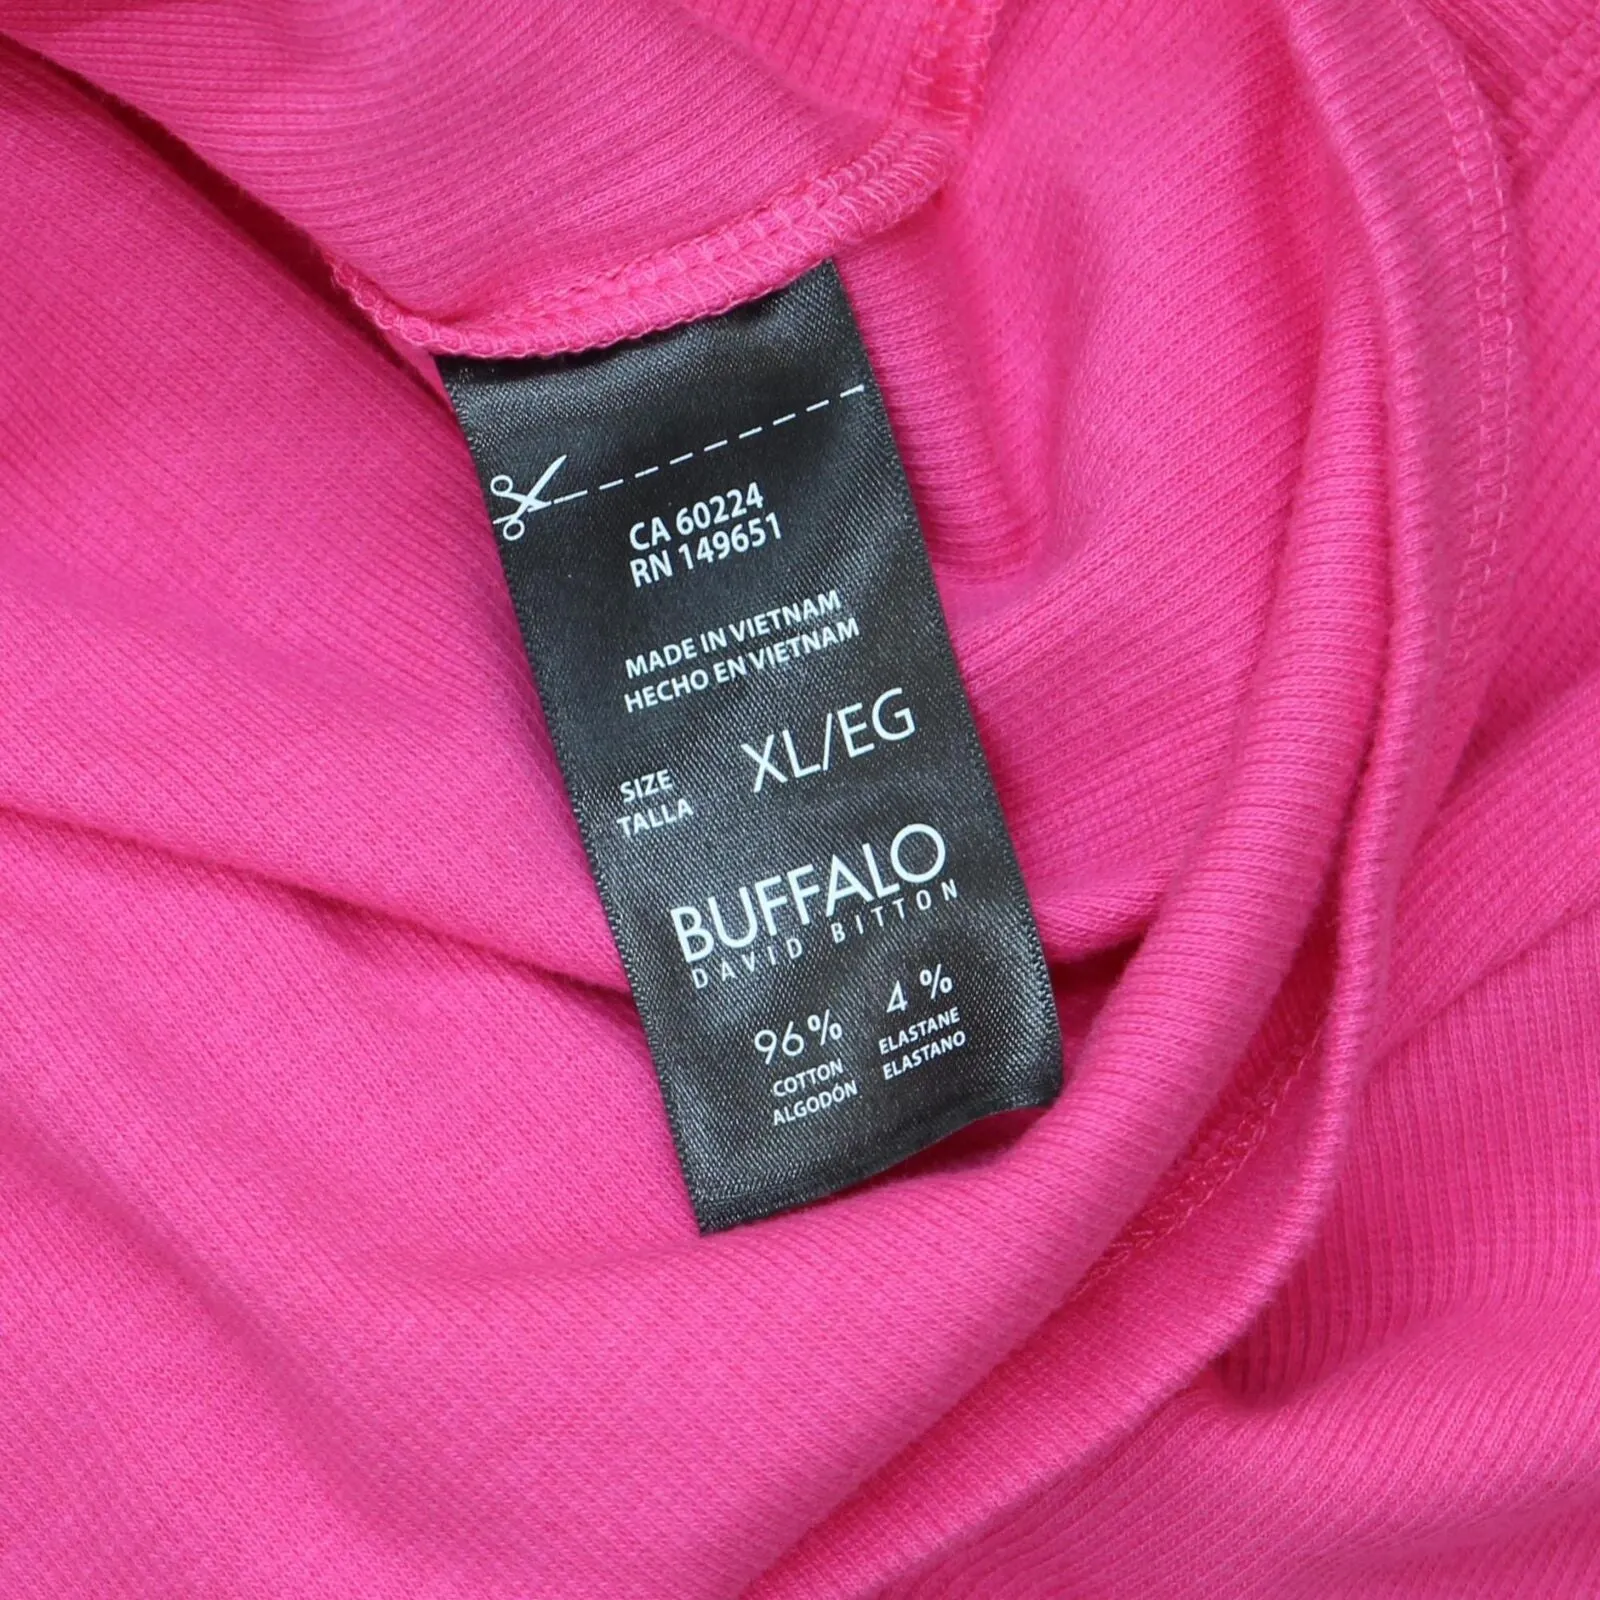 CA 60224
RN 149651
MADE IN VIETNAM
HECHO EN VIETNAM
SIZE
TALLA
XL/EG
BUFFALO
DAVID BITTON
96%
COTTON
ALGODÓN
4%
ELASTANE
ELASTANO